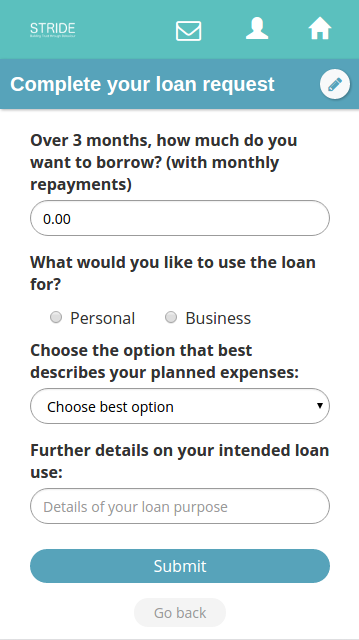 STRIDE
Complete your loan request
Over 3 months, how much do you
want to borrow? (with monthly
repayments)
0.00
What would you like to use the loan
for?
Personal Business
Choose the option that best
describes your planned expenses:
Choose best option
Further details on your intended loan
use:
Details of your loan purpose
Submit
Go back